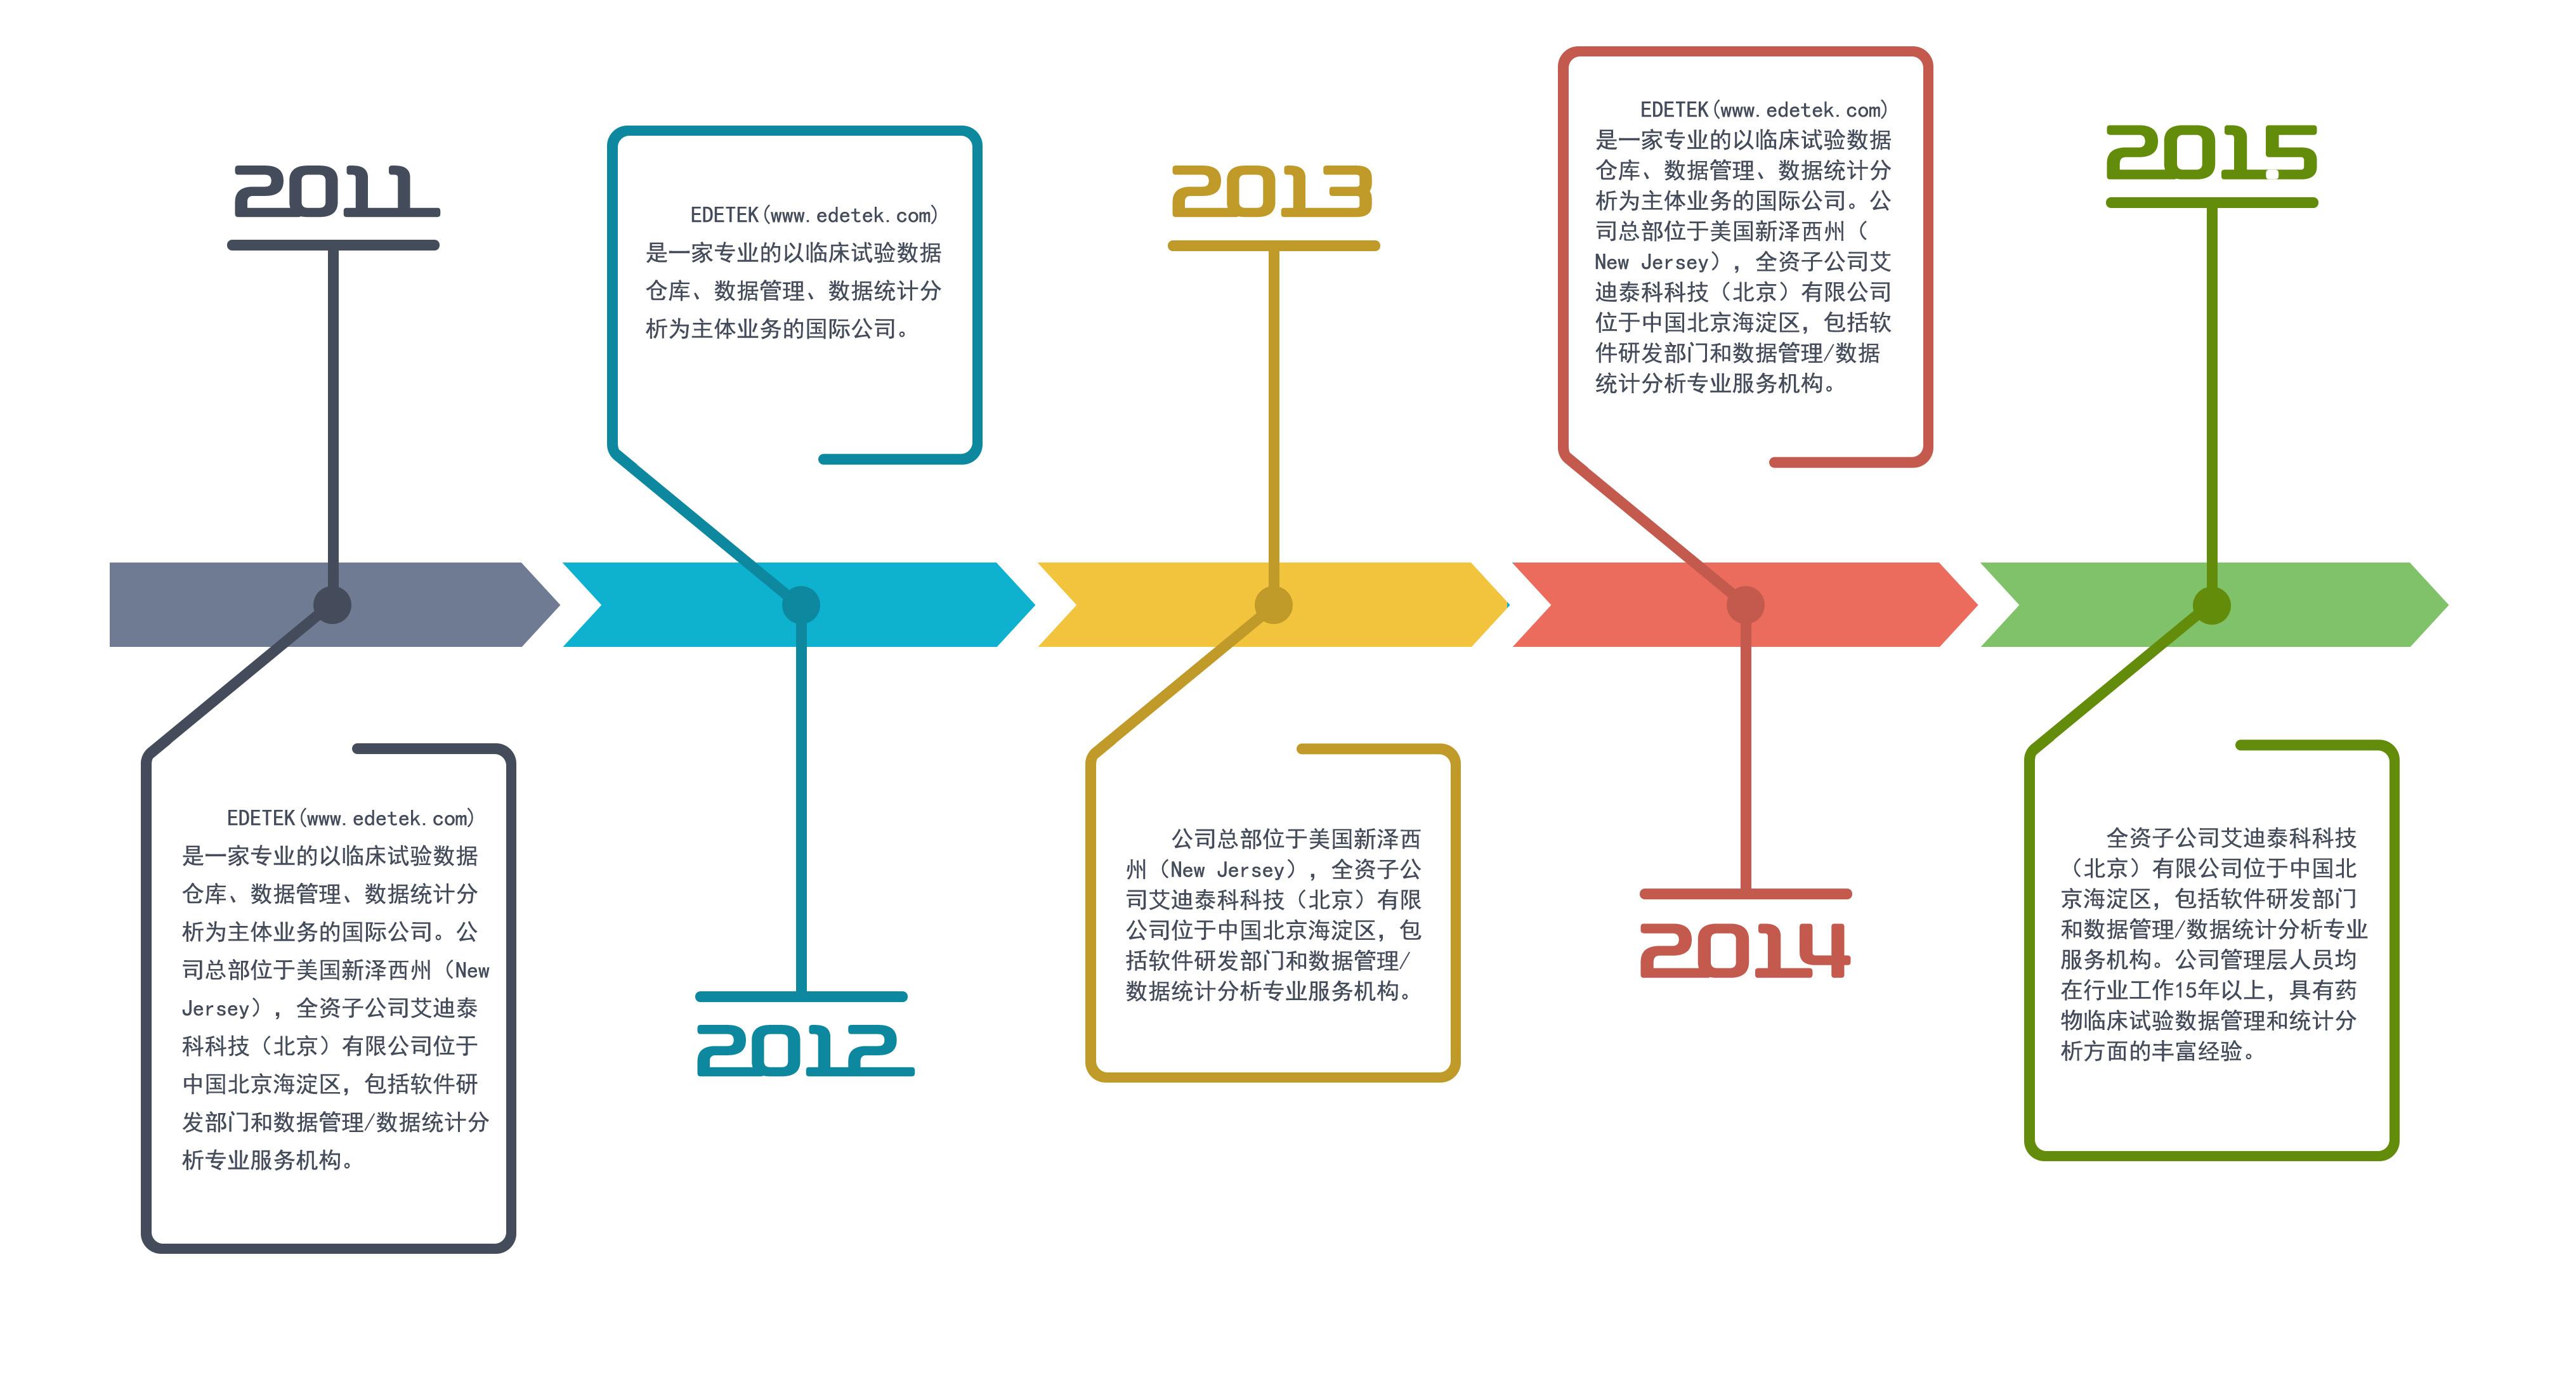 2011
EDETEK(www.edetek.com)
是一家专业的以临床试验数据
仓库、数据管理、数据统计分
析为主体业务的国际公司。公
司总部位于美国新泽西州（New
Jersey），全资子公司艾迪泰
科科技（北京）有限公司位于
中国北京海淀区，包括软件研
发部门和数据管理/数据统计分
析专业服务机构。
EDETEK(www.edetek.com)
是一家专业的以临床试验数据
仓库、数据管理、数据统计分
析为主体业务的国际公司。
2012
2013
公司总部位于美国新泽西
州（New Jersey），全资子公
司艾迪泰科科技（北京）有限
公司位于中国北京海淀区，包
括软件研发部门和数据管理/
数据统计分析专业服务机构。
EDETEK(www.edetek.com)
是一家专业的以临床试验数据
仓库、数据管理、数据统计分
析为主体业务的国际公司。公
司总部位于美国新泽西州（
New Jersey），全资子公司艾
迪泰科科技（北京）有限公司
位于中国北京海淀区，包括软
件研发部门和数据管理/数据
统计分析专业服务机构。
2014
2015
全资子公司艾迪泰科科技
（北京）有限公司位于中国北
京海淀区，包括软件研发部门
和数据管理/数据统计分析专业
服务机构。公司管理层人员均
在行业工作15年以上，具有药
物临床试验数据管理和统计分
析方面的丰富经验。